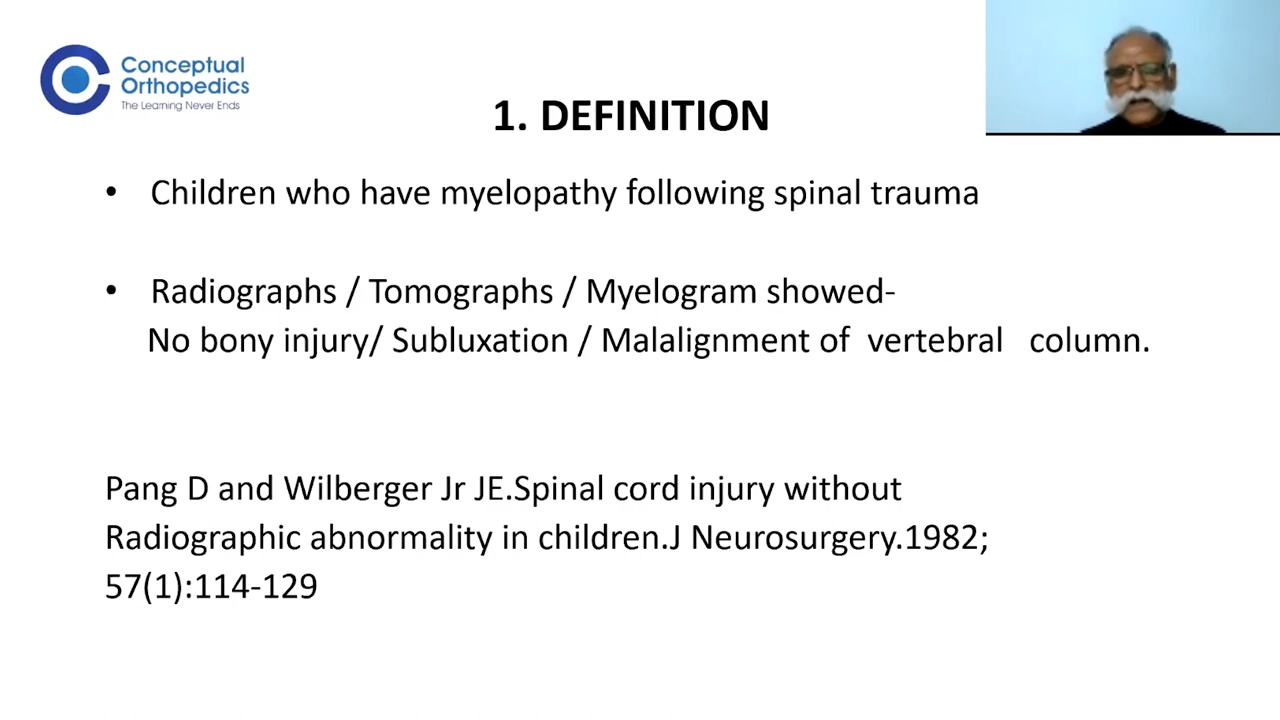 Conceptual
Orthopedics
The Learning Never Ends
1. DEFINITION
• Children who have myelopathy following spinal trauma
• Radiographs / Tomographs / Myelogram showed-
No bony injury/ Subluxation / Malalignment of vertebral column.
Pang D and Wilberger Jr JE.Spinal cord injury without
Radiographic abnormality in children.J Neurosurgery.1982;
57(1):114-129